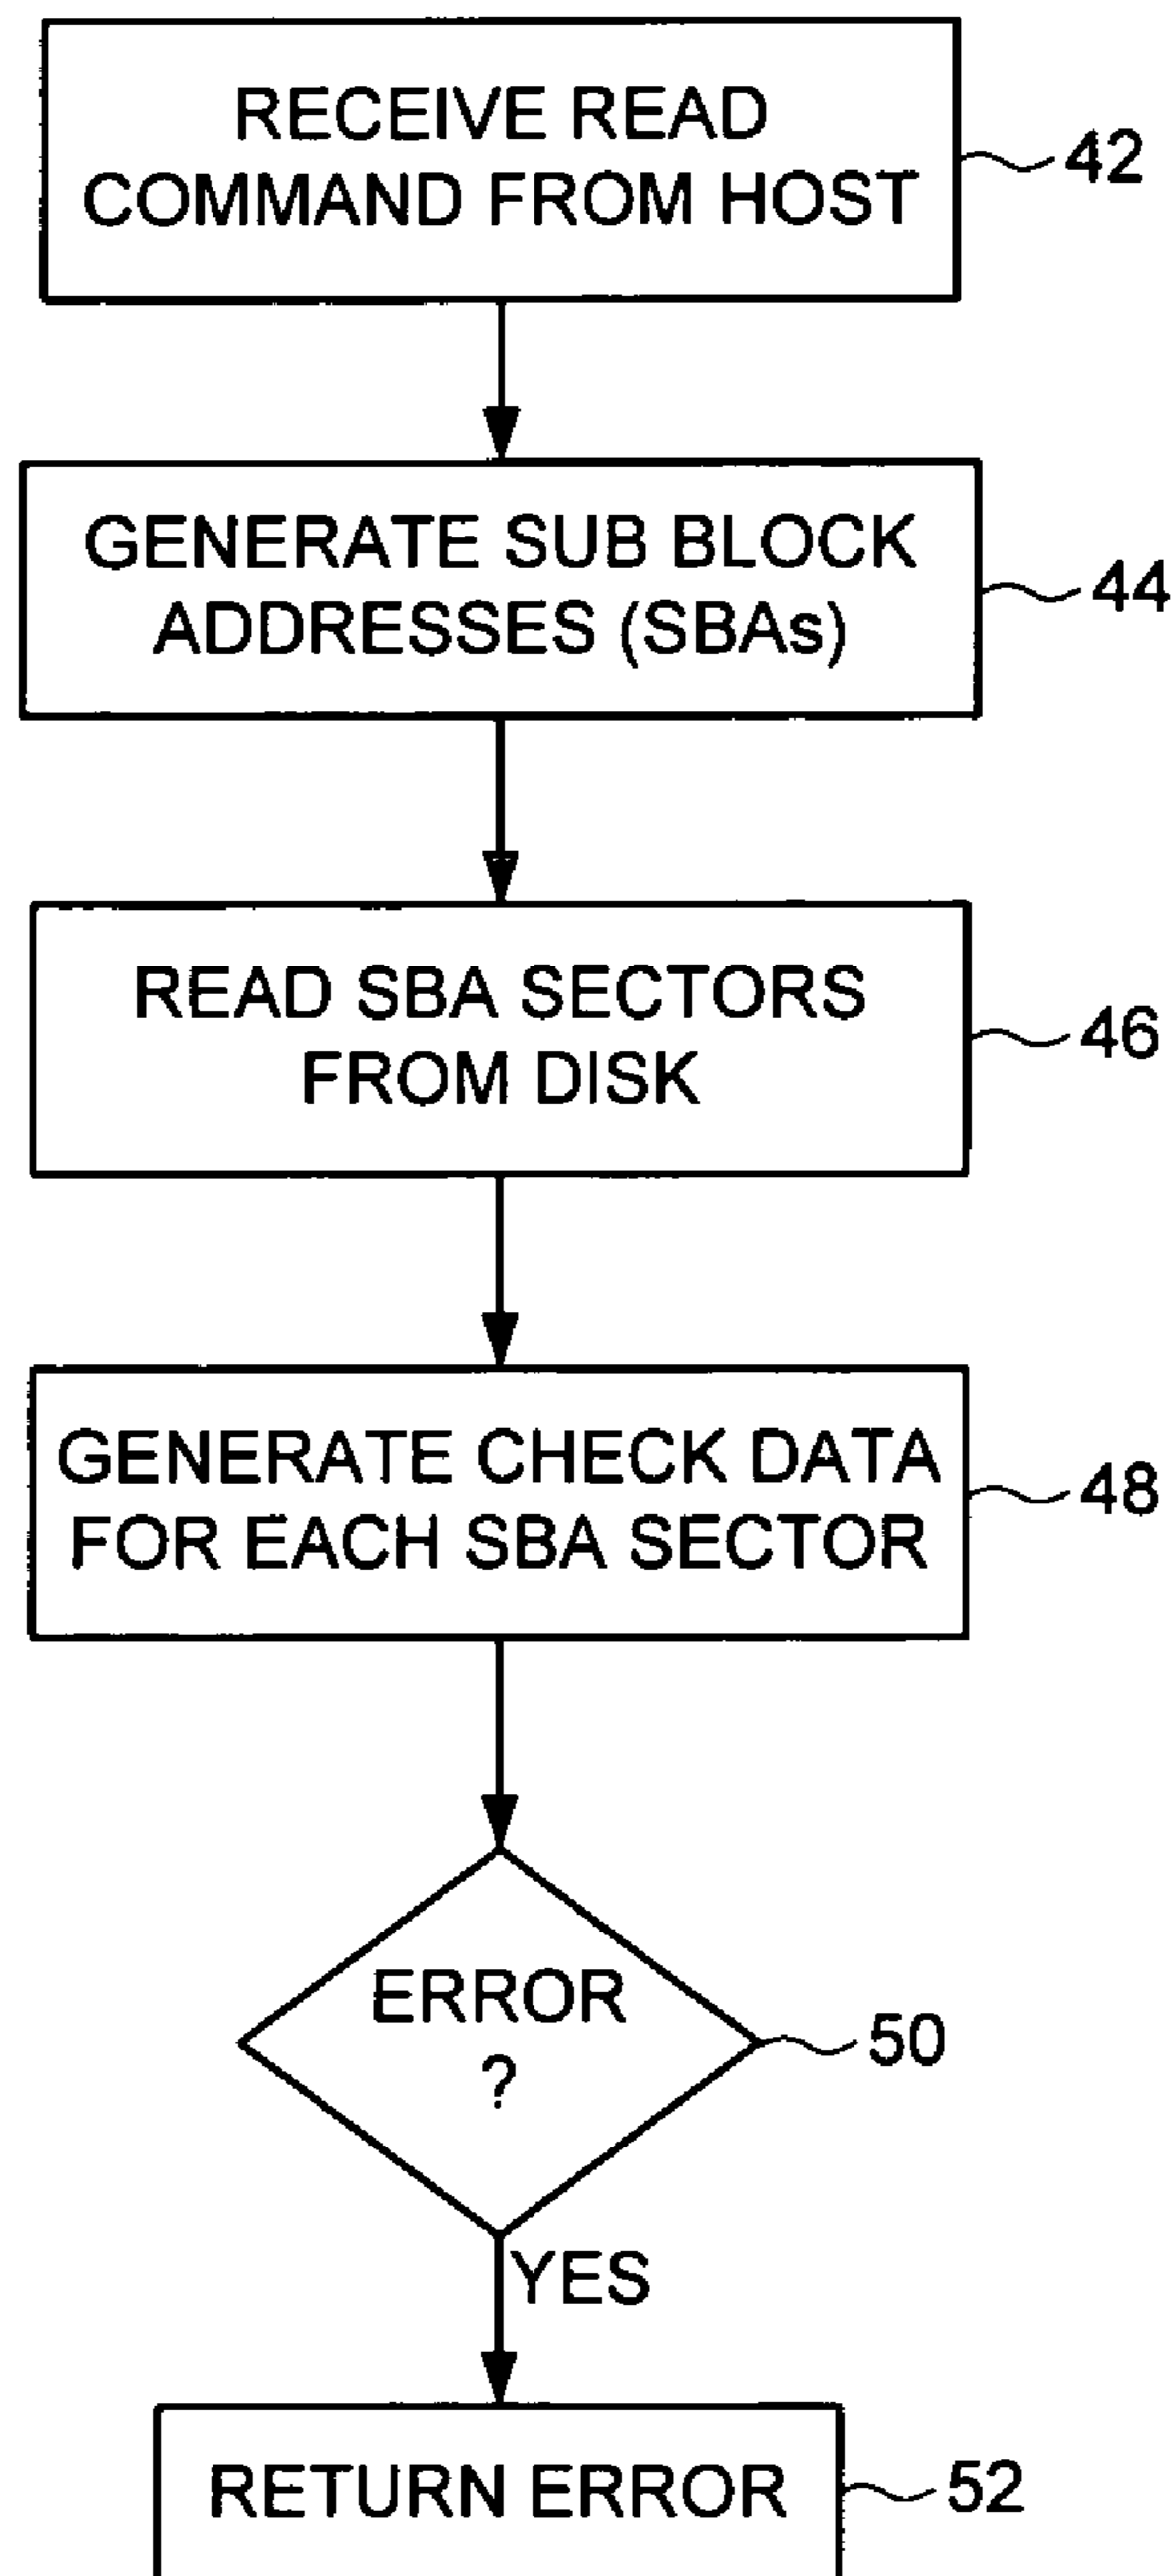 RECEIVE READ
COMMAND FROM HOST
42
GENERATE SUB BLOCK
ADDRESSES (SBAs)
44
READ SBA SECTORS
FROM DISK
46
GENERATE CHECK DATA
FOR EACH SBA SECTOR
48
ERROR
?
50
YES
RETURN ERROR
52